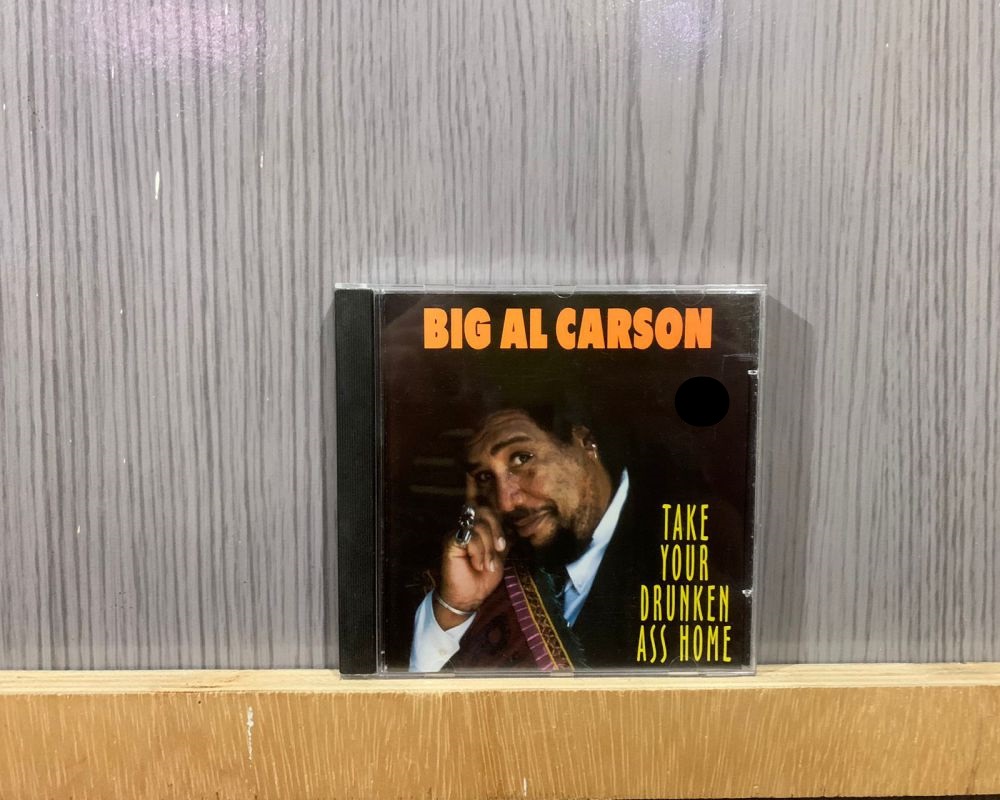 BIG AL CARSON
TAKE
YOUR
DRUNKEN
ASS HOME